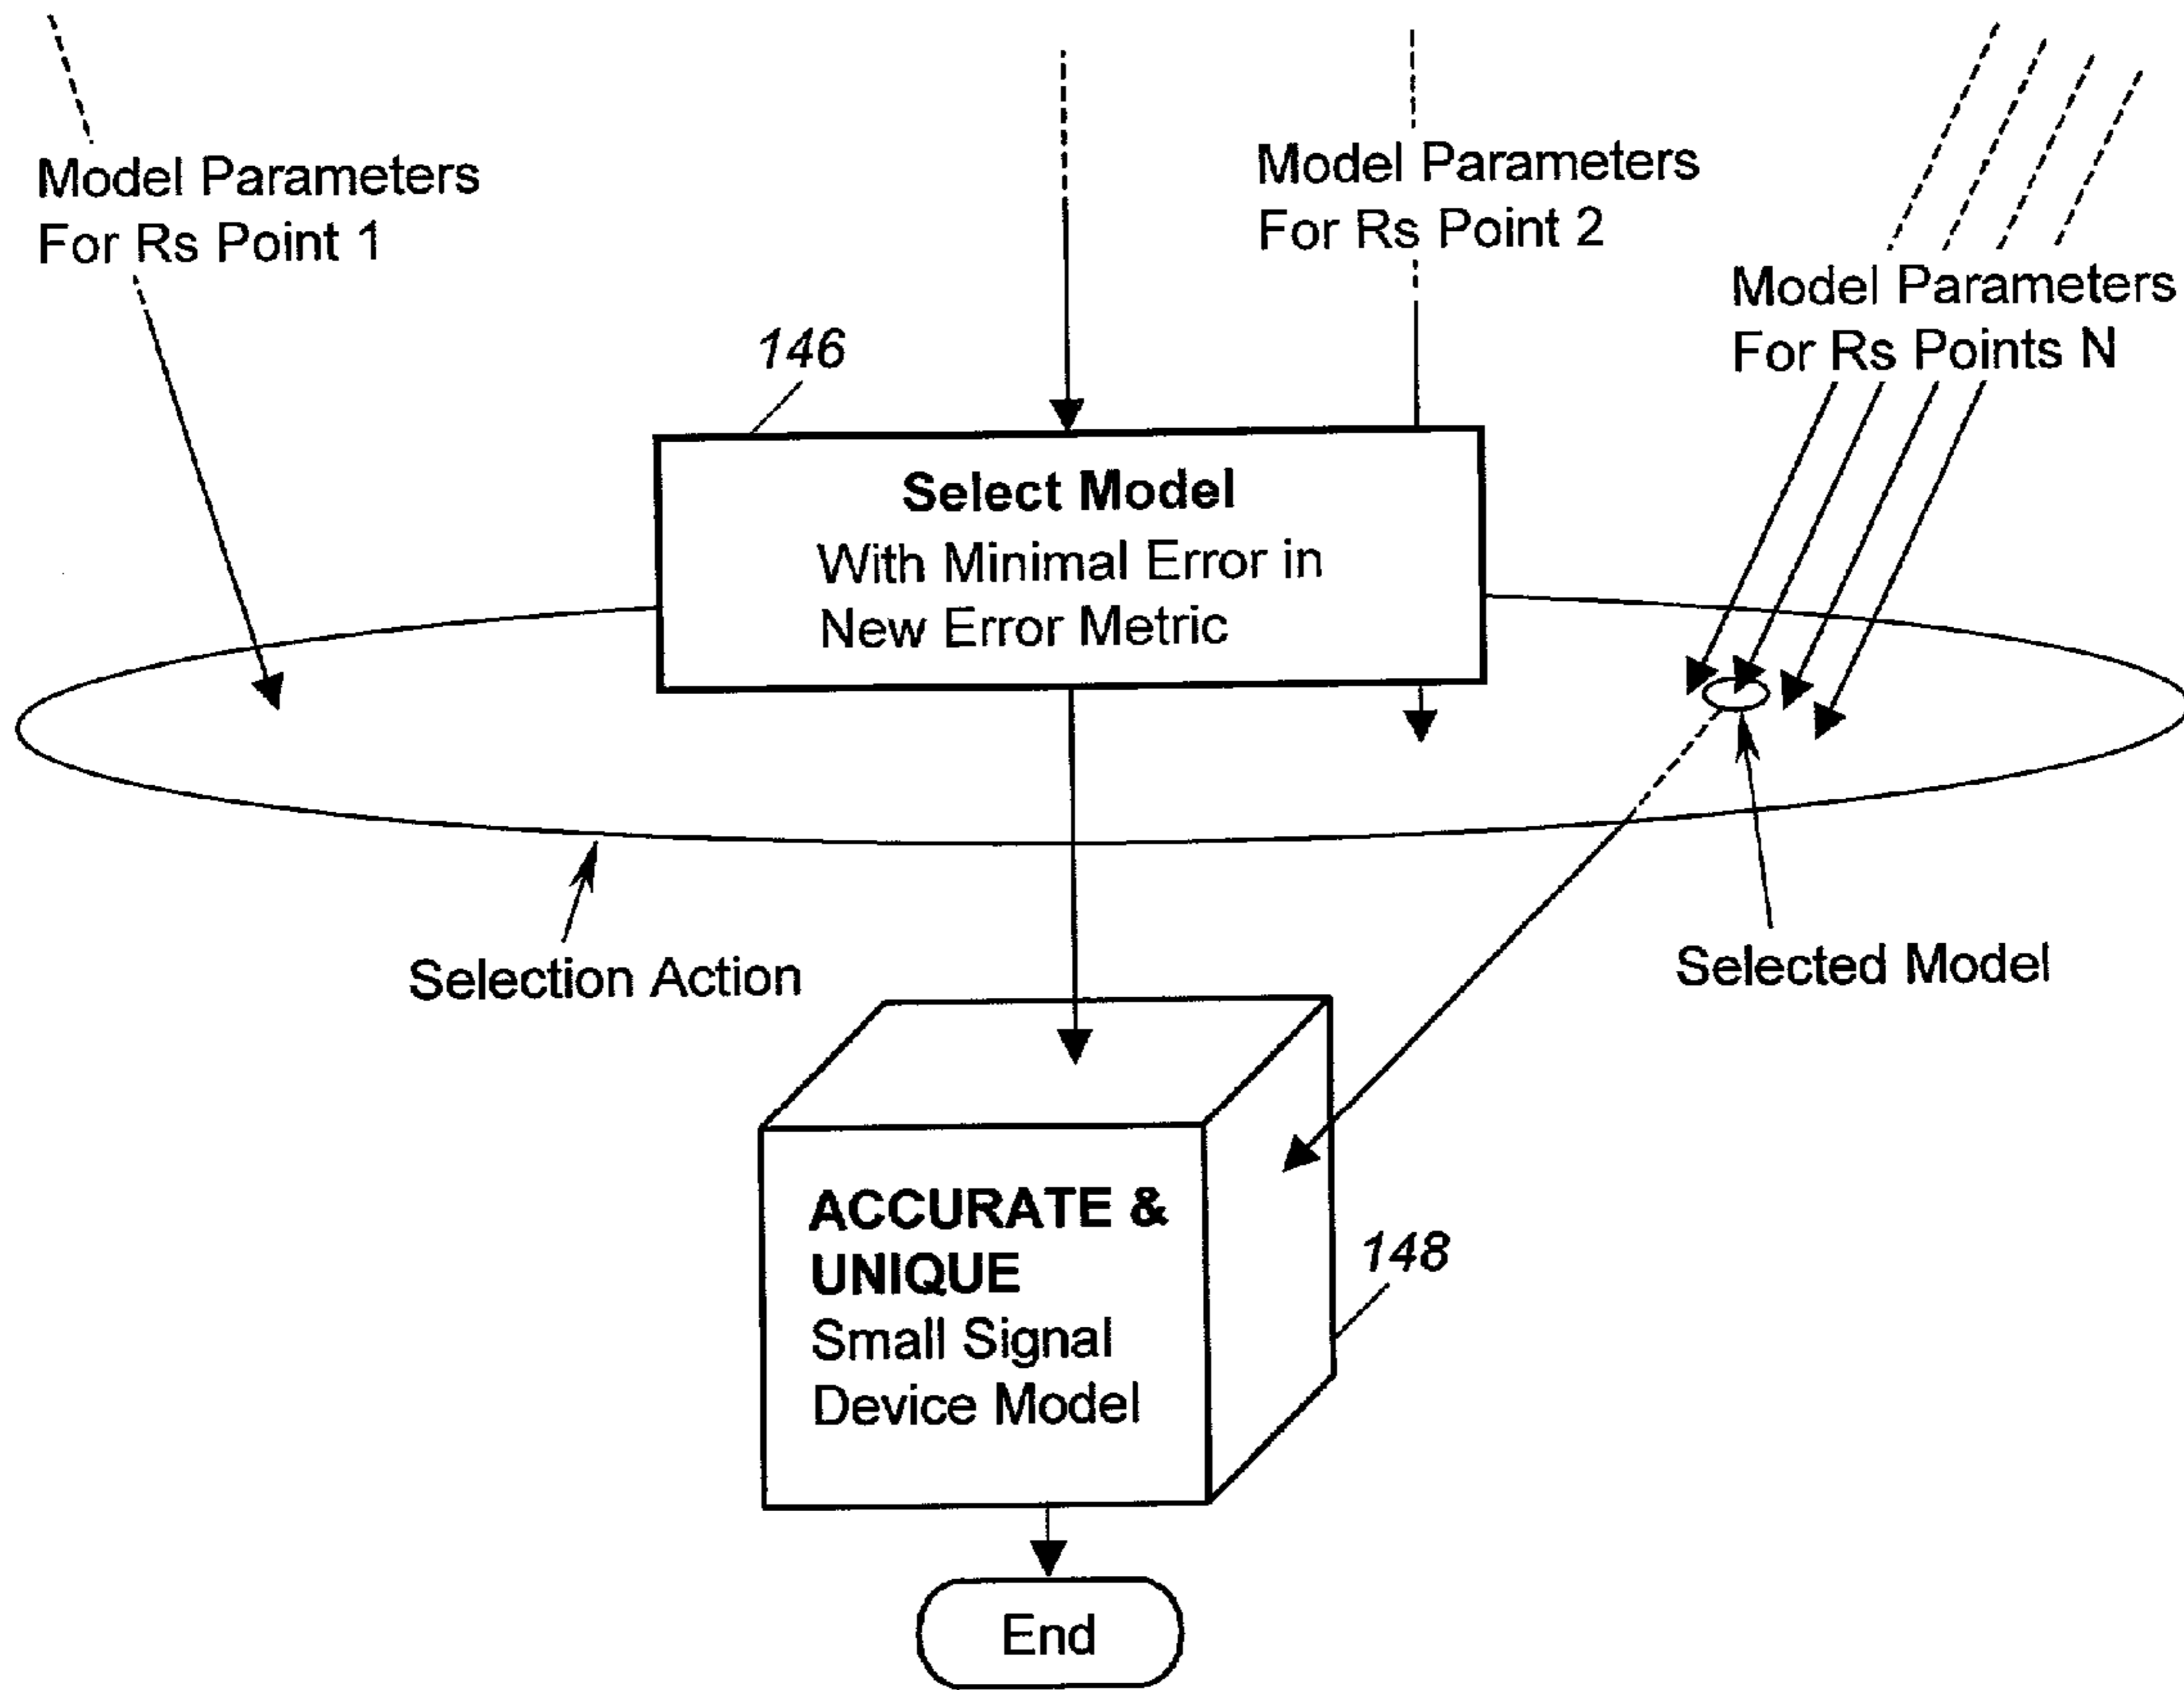 Model Parameters
For Rs Point 1
Model Parameters
For Rs Point 2
Model Parameters
For Rs Points N
146
Select Model
With Minimal Error in
New Error Metric
Selection Action
Selected Model
ACCURATE &
UNIQUE
Small Signal
Device Model
148
End